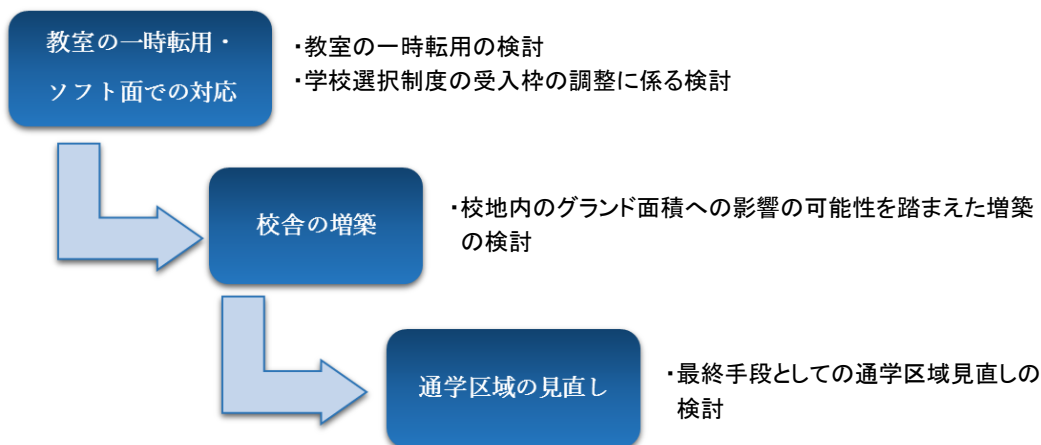 教室の一時転用・
ソフト面での対応
・教室の一時転用の検討
・学校選択制度の受入枠の調整に係る検討
校舎の増築
・校地内のグランド面積への影響の可能性を踏まえた増築
の検討
通学区域の見直し
・最終手段としての通学区域見直しの
検討